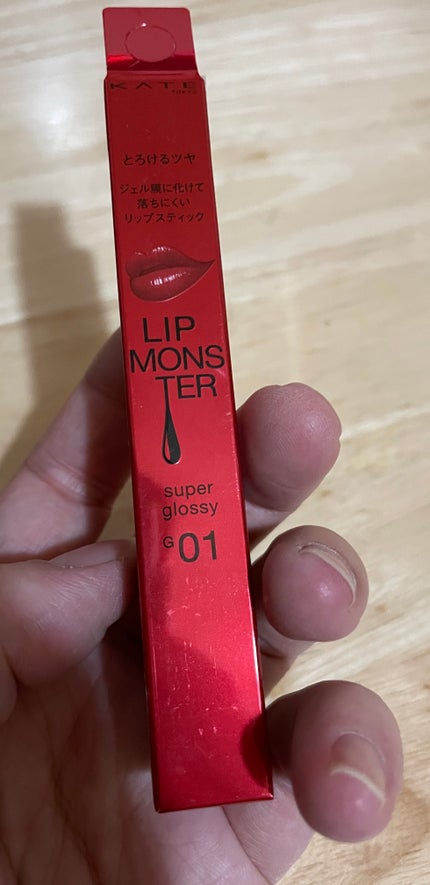 KATE
TOKYO
とろけるツヤ
ジェル膜に化けて
落ちにくい
リップスティック
LIP
MONS
TER
super
glossy
G01